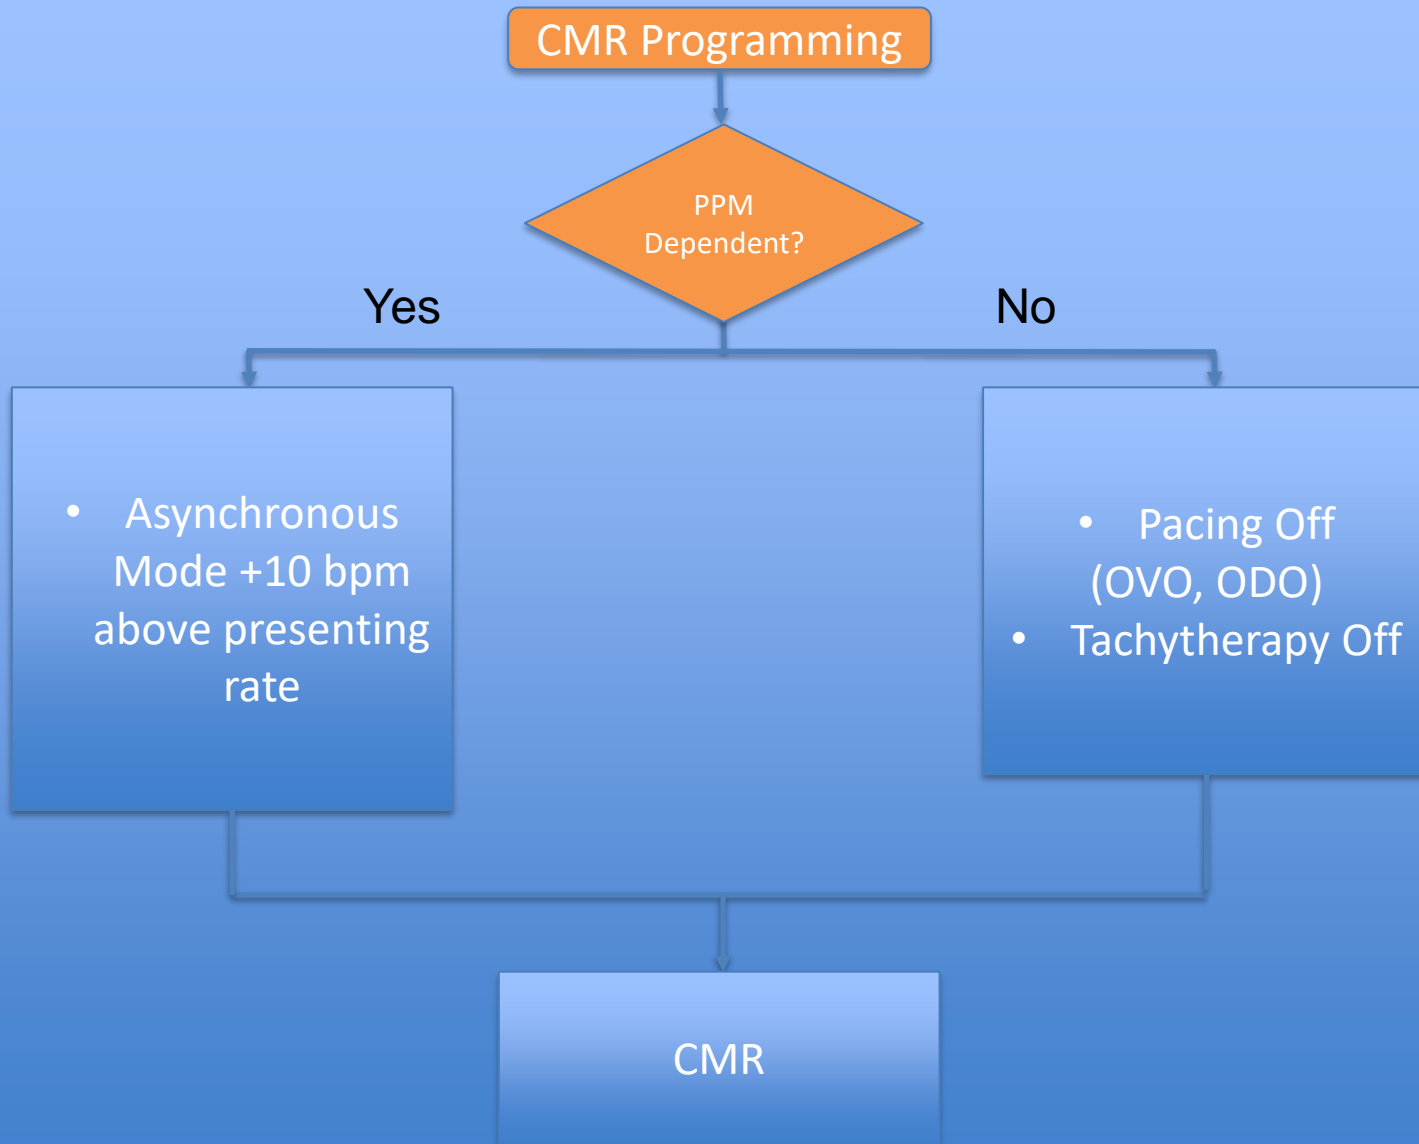 CMR Programming
PPM
Dependent?
Yes
No
• Asynchronous
Mode +10 bpm
above presenting
rate
• Pacing Off
(OVO, ODO)
• Tachytherapy Off
CMR